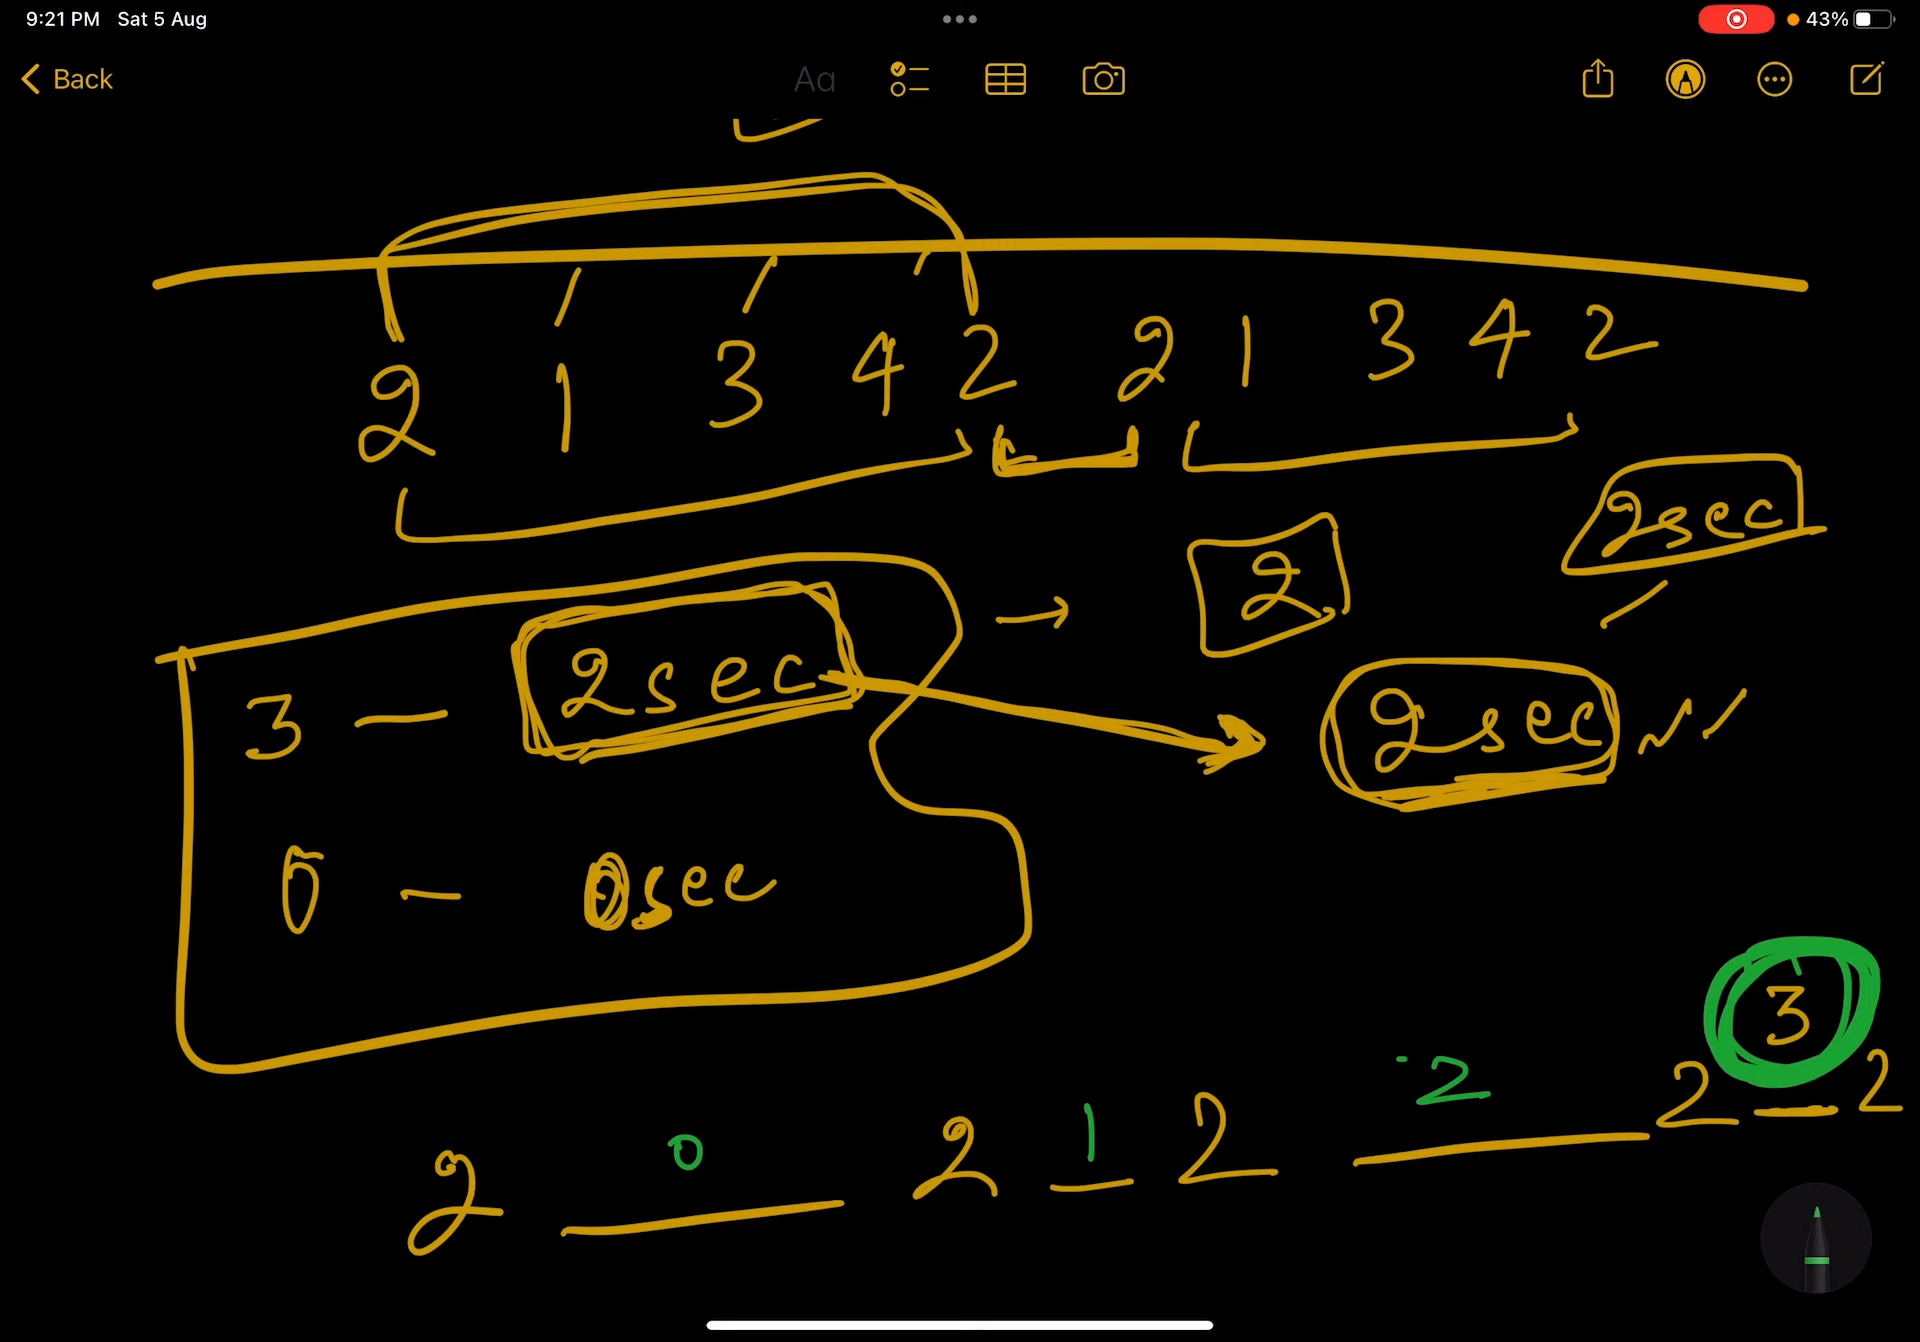 9:21 PM Sat 5 Aug 43%
Back Aa
2 1 3 4 2 2 1 3 4 2
2sec
2
3 — 2sec
2sec
0 — 0sec
3
0 1 2
2 2 2 2 2